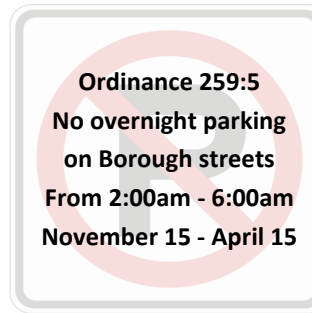 Ordinance 259:5
No overnight parking
on Borough streets
From 2:00am - 6:00am
November 15 - April 15